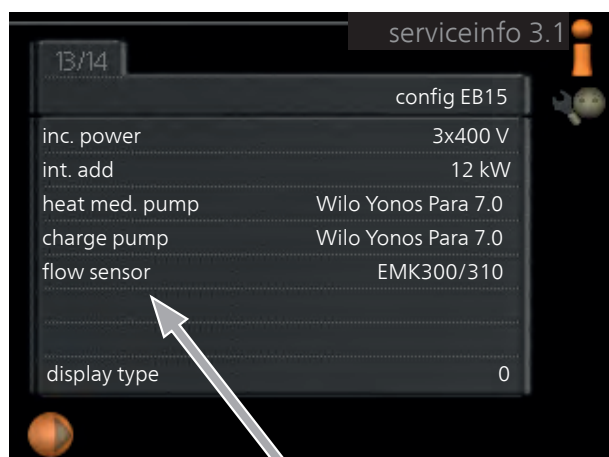 serviceinfo 3.1
13/14
config EB15
inc. power 3x400 V
int. add 12 kW
heat med. pump Wilo Yonos Para 7.0
charge pump Wilo Yonos Para 7.0
flow sensor EMK300/310
display type 0